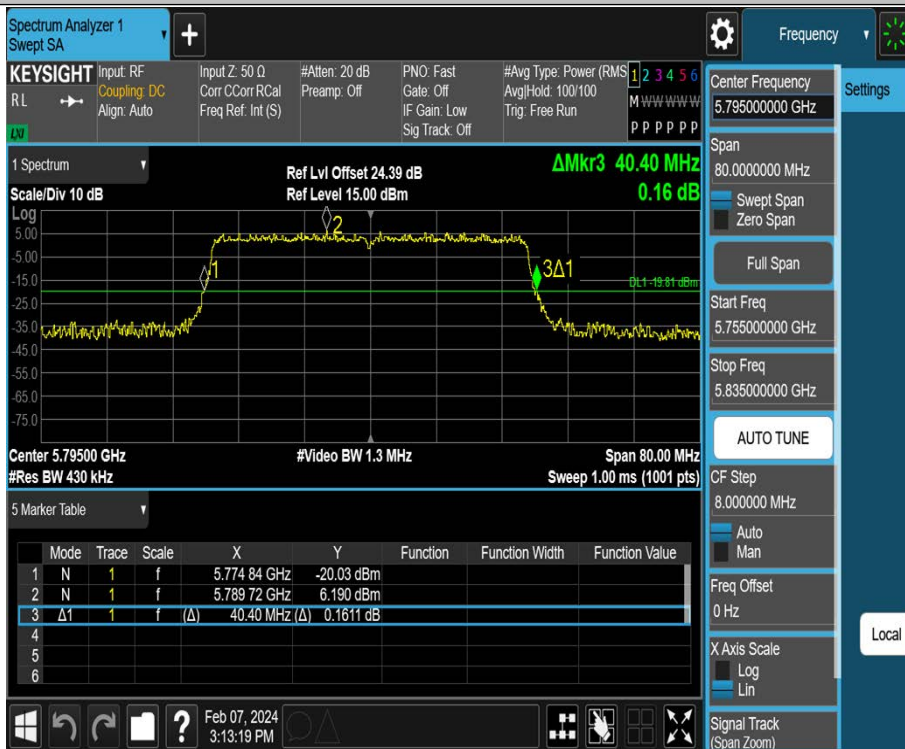 Spectrum Analyzer 1
Swept SA
Frequency
KEYSIGHT
RL
LXI
Input: RF
Coupling: DC
Align: Auto
Input Z: 50 Ω
Corr CCorr RCal
Freq Ref: Int (S)
#Atten: 20 dB
Preamp: Off
PNO: Fast
Gate: Off
IF Gain: Low
Sig Track: Off
#Avg Type: Power (RMS
Avg|Hold: 100/100
Trig: Free Run
1 2 3 4 5 6
M W W W W W
P P P P P P
1 Spectrum
Scale/Div 10 dB
Ref Lvl Offset 24.39 dB
Ref Level 15.00 dBm
ΔMkr3 40.40 MHz
0.16 dB
Log
5.00
-5.00
-15.0
-25.0
-35.0
-45.0
-55.0
-65.0
-75.0
1
2
3Δ1
DL1 -19.81 dBm
Center 5.79500 GHz
#Video BW 1.3 MHz
Span 80.00 MHz
#Res BW 430 kHz
Sweep 1.00 ms (1001 pts)
5 Marker Table
Mode Trace Scale X Y Function Function Width Function Value
1 N 1 f 5.774 84 GHz -20.03 dBm
2 N 1 f 5.789 72 GHz 6.190 dBm
3 Δ1 1 f (Δ) 40.40 MHz (Δ) 0.1611 dB
4
5
6
?
Feb 07, 2024
3:13:19 PM
Center Frequency
5.795000000 GHz
Span
80.0000000 MHz
Swept Span
Zero Span
Full Span
Start Freq
5.755000000 GHz
Stop Freq
5.835000000 GHz
AUTO TUNE
CF Step
8.000000 MHz
Auto
Man
Freq Offset
0 Hz
X Axis Scale
Log
Lin
Signal Track
(Span Zoom)
Settings
Local